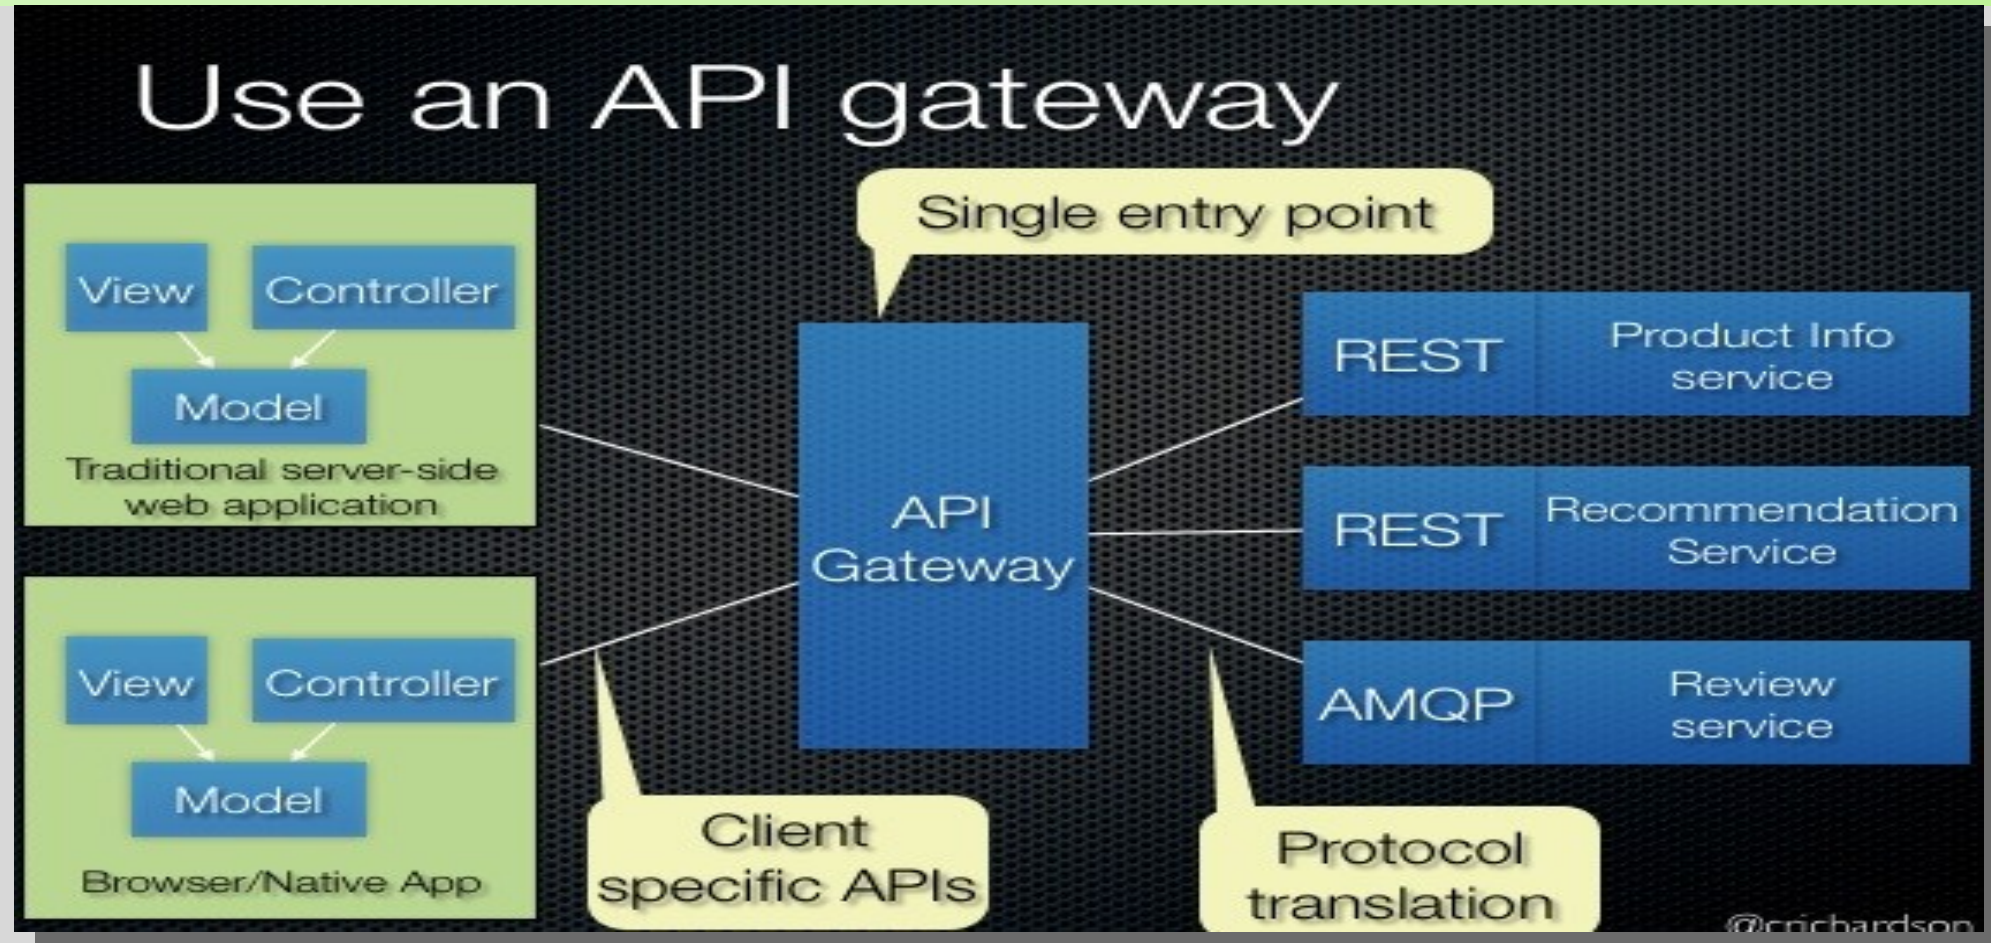 Use an API gateway
Single entry point
View
Controller
Model
Traditional server-side
web application
View
Controller
Model
Browser/Native App
API
Gateway
Client
specific APIs
Protocol
translation
REST
Product Info
service
REST
Recommendation
Service
AMQP
Review
service
@crichardson